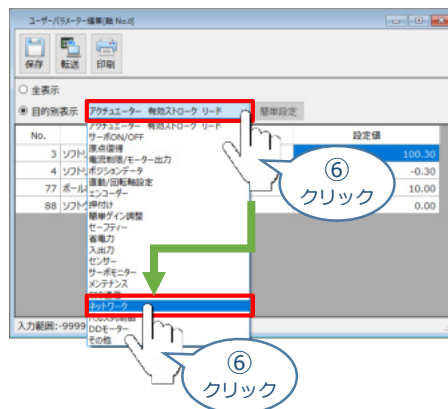 ユーザーパラメーター編集[軸 No.0]
保存 転送 印刷
全表示
目的別表示 アクチュエーター 有効ストローク リード 簡単設定
アクチュエーター 有効ストローク リード
サーボON/OFF
原点復帰
電流制限/モーター出力
ポジションデータ
直動/回転軸設定
エンコーダー
押付け
簡単ゲイン調整
セーフティー
省電力
入出力
センサー
サーボモニター
メンテナンス
ネットワーク
DDモーター
その他
No. 設定値
3 ソフトリ 100.30
4 ソフトリ -0.30
77 ボール 10.00
88 ソフトリ 0.00
入力範囲:-9999
⑥
クリック
⑥
クリック